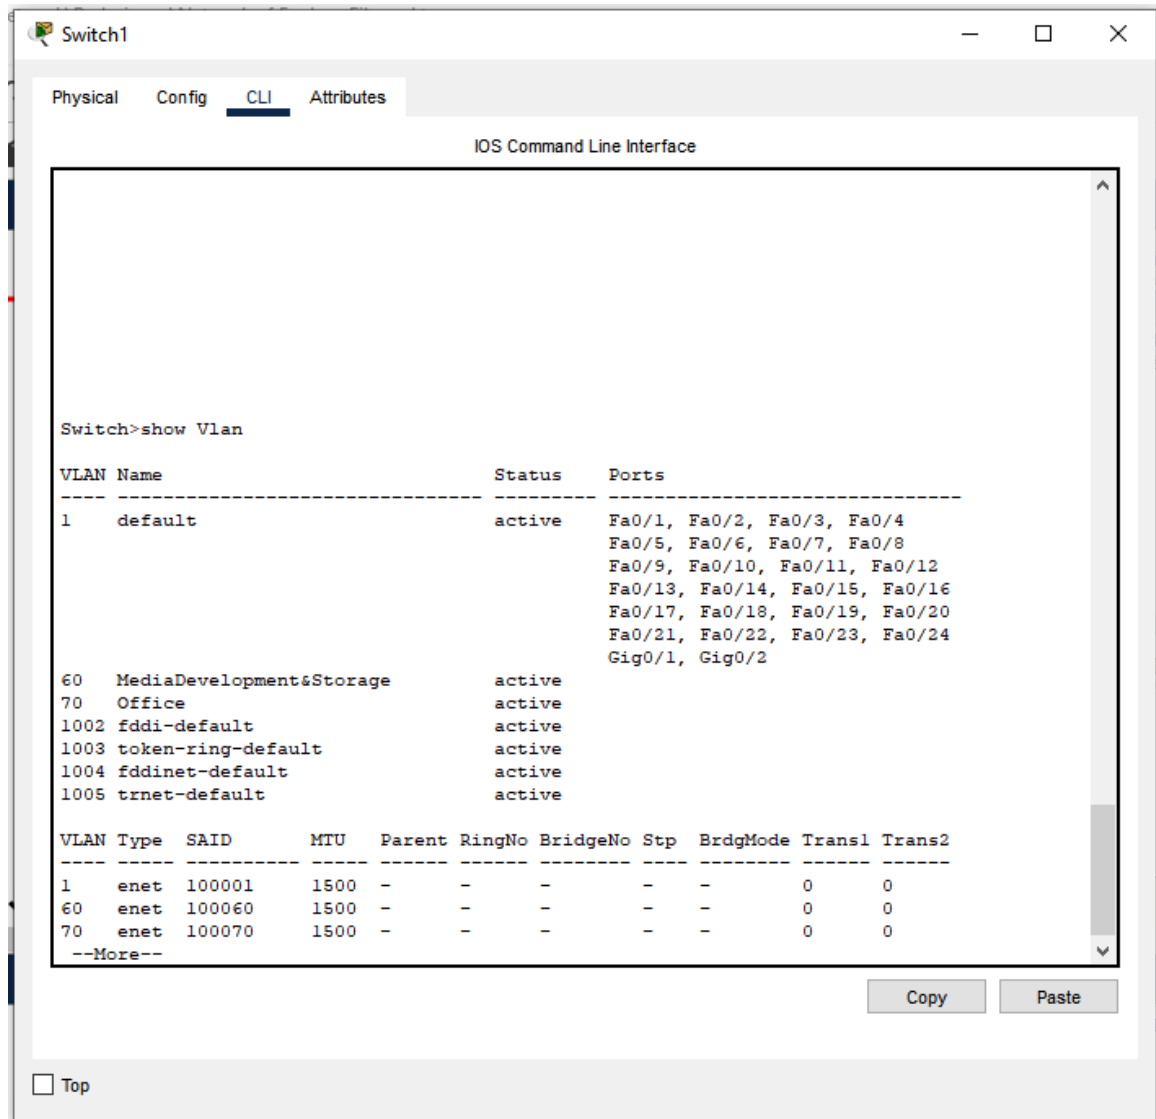 Switch1
Physical Config CLI Attributes
IOS Command Line Interface
Switch>show Vlan
VLAN Name                             Status    Ports
---- -------------------------------- --------- -------------------------------
1    default                          active    Fa0/1, Fa0/2, Fa0/3, Fa0/4
                                                Fa0/5, Fa0/6, Fa0/7, Fa0/8
                                                Fa0/9, Fa0/10, Fa0/11, Fa0/12
                                                Fa0/13, Fa0/14, Fa0/15, Fa0/16
                                                Fa0/17, Fa0/18, Fa0/19, Fa0/20
                                                Fa0/21, Fa0/22, Fa0/23, Fa0/24
                                                Gig0/1, Gig0/2
60   MediaDevelopment&Storage         active
70   Office                           active
1002 fddi-default                     active
1003 token-ring-default               active
1004 fddinet-default                  active
1005 trnet-default                    active
VLAN Type  SAID       MTU   Parent RingNo BridgeNo Stp  BrdgMode Trans1 Trans2
---- ----- ---------- ----- ------ ------ -------- ---- -------- ------ ------
1    enet  100001     1500  -      -      -        -    -        0      0
60   enet  100060     1500  -      -      -        -    -        0      0
70   enet  100070     1500  -      -      -        -    -        0      0
 --More--
Copy Paste
Top